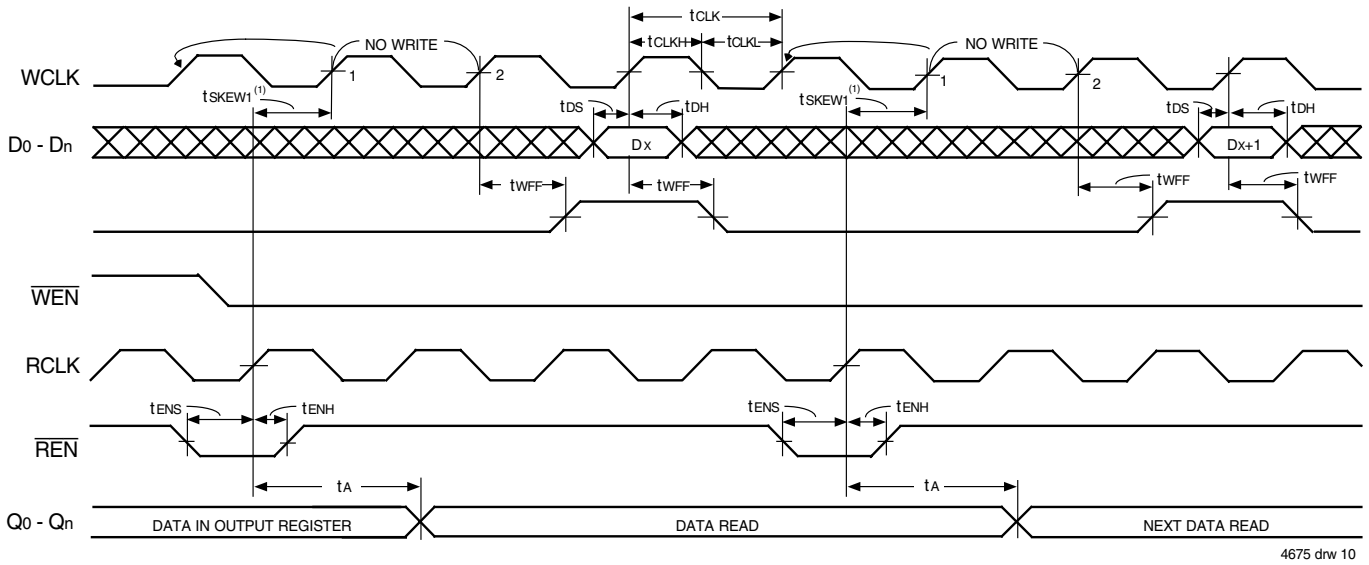 tCLK
NO WRITE
tCLKH
tCLKL
NO WRITE
WCLK
1
2
1
2
tSKEW1(1)
tDS
tDH
tSKEW1(1)
tDS
tDH
D0 - Dn
DX
DX+1
tWFF
tWFF
tWFF
tWFF
WEN
RCLK
tENS
tENH
tENS
tENH
REN
tA
tA
Q0 - Qn
DATA IN OUTPUT REGISTER
DATA READ
NEXT DATA READ
4675 drw 10